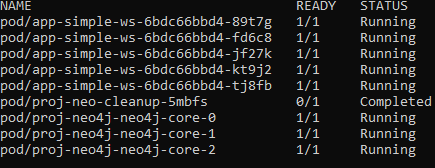 NAME READY STATUS
pod/app-simple-ws-6bdc66bbd4-89t7g 1/1 Running
pod/app-simple-ws-6bdc66bbd4-fd6c8 1/1 Running
pod/app-simple-ws-6bdc66bbd4-jf27k 1/1 Running
pod/app-simple-ws-6bdc66bbd4-kt9j2 1/1 Running
pod/app-simple-ws-6bdc66bbd4-tj8fb 1/1 Running
pod/proj-neo-cleanup-5mbfs 0/1 Completed
pod/proj-neo4j-neo4j-core-0 1/1 Running
pod/proj-neo4j-neo4j-core-1 1/1 Running
pod/proj-neo4j-neo4j-core-2 1/1 Running